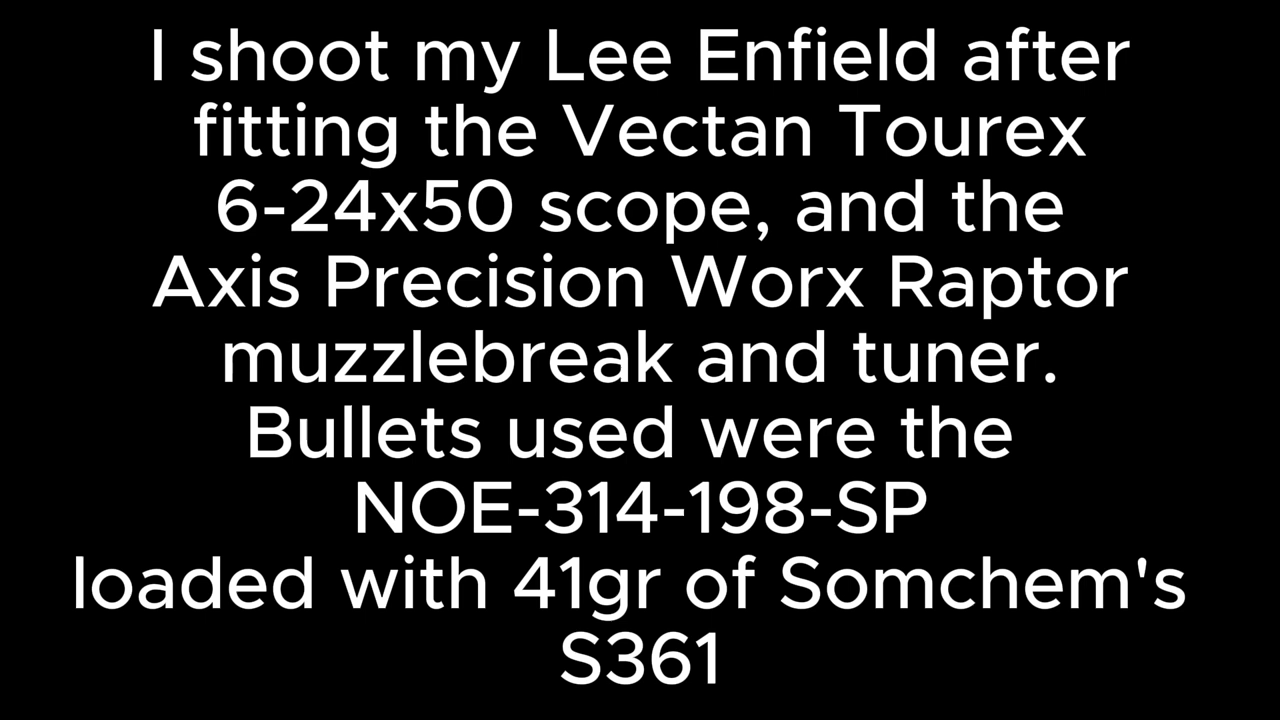 I shoot my Lee Enfield after
fitting the Vectan Tourex
6-24x50 scope, and the
Axis Precision Worx Raptor
muzzlebreak and tuner.
Bullets used were the
NOE-314-198-SP
loaded with 41gr of Somchem's
S361